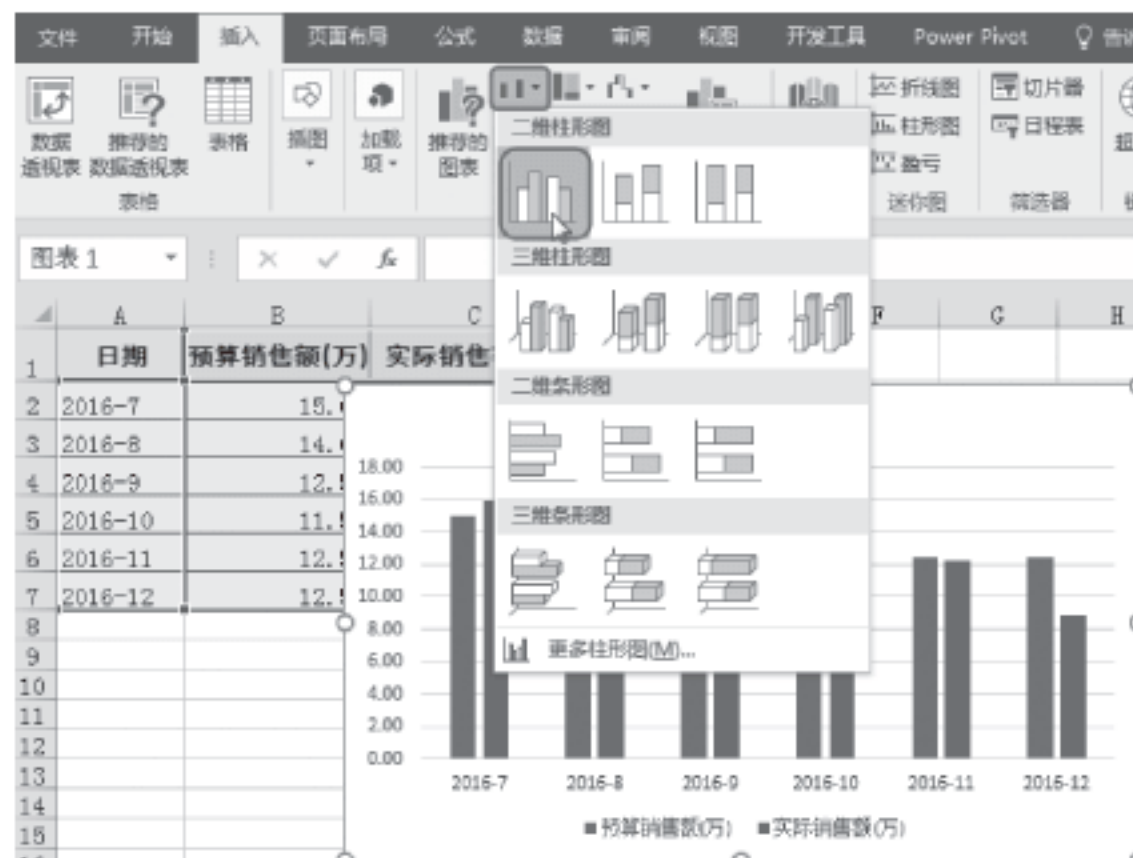 文件 开始 插入 页面布局 公式 数据 审阅 视图 开发工具 Power Pivot
数据 推荐的 表格 插图 加载 推荐的 折线图 切片器
透视表 数据透视表 项 图表 柱形图 日程表
盈亏
表格 迷你图 筛选器
二维柱形图
三维柱形图
二维条形图
三维条形图
更多柱形图(M)...
图表 1 fx
A B C F G H
1 日期 预算销售额(万) 实际销售
2 2016-7 15.
3 2016-8 14.
4 2016-9 12.
5 2016-10 11.
6 2016-11 12.
7 2016-12 12.
8
9
10
11
12
13
14
15
18.00
16.00
14.00
12.00
10.00
8.00
6.00
4.00
2.00
0.00
2016-7 2016-8 2016-9 2016-10 2016-11 2016-12
预算销售额(万) 实际销售额(万)